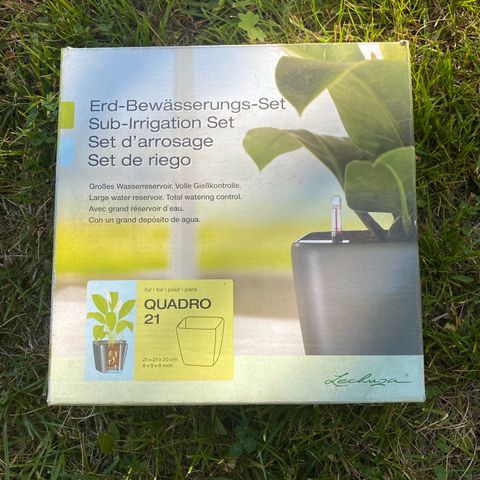 Erd-Bewässerungs-Set
Sub-Irrigation Set
Set d'arrosage
Set de riego
Großes Wasserreservoir. Volle Gießkontrolle.
Large water reservoir. Total watering control.
Avec grand réservoir d'eau.
Con un grand depósito de agua.
für | for | pour | para
QUADRO
21
21 x 21 x 20 cm
9 x 9 x 8 inch
Lechuza